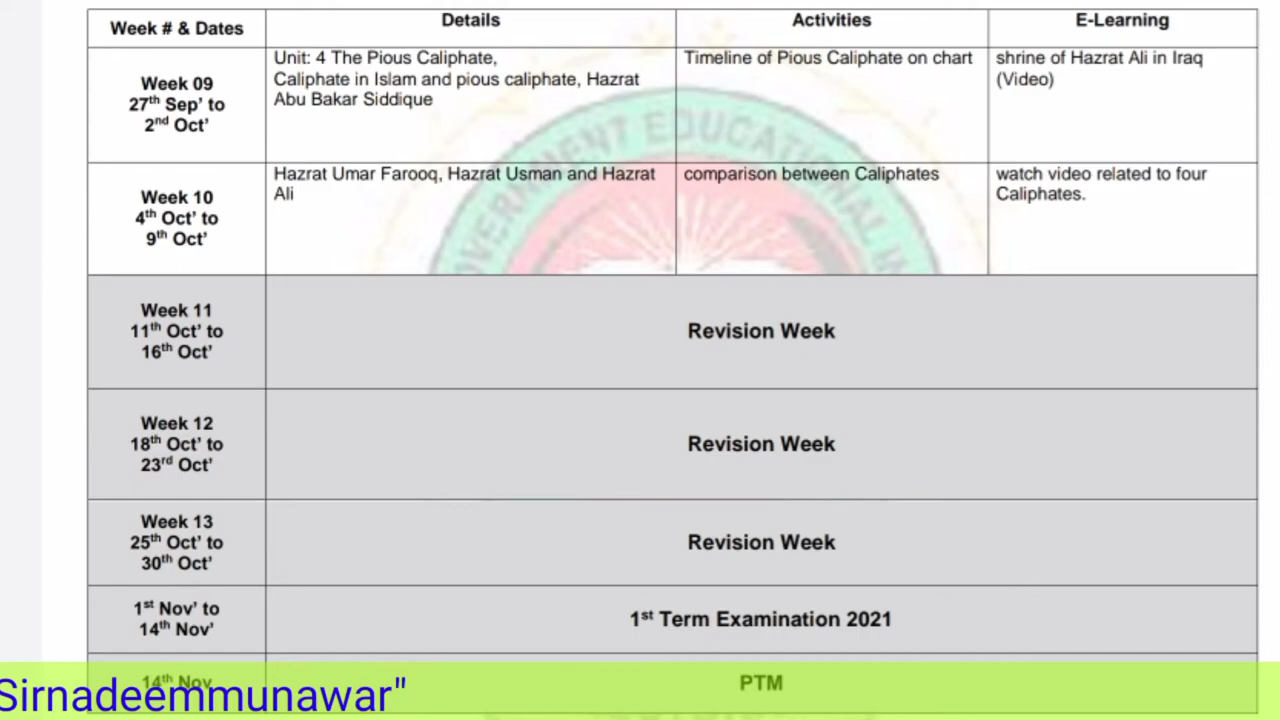 Week # & Dates
Details
Activities
E-Learning
Week 09
27th Sep' to
2nd Oct'
Unit: 4 The Pious Caliphate,
Caliphate in Islam and pious caliphate, Hazrat
Abu Bakar Siddique
Timeline of Pious Caliphate on chart
shrine of Hazrat Ali in Iraq
(Video)
Week 10
4th Oct' to
9th Oct'
Hazrat Umar Farooq, Hazrat Usman and Hazrat
Ali
comparison between Caliphates
watch video related to four
Caliphates.
GOVERNMENT EDUCATIONAL IN
Week 11
11th Oct' to
16th Oct'
Revision Week
Week 12
18th Oct' to
23rd Oct'
Revision Week
Week 13
25th Oct' to
30th Oct'
Revision Week
1st Nov' to
14th Nov'
1st Term Examination 2021
14th Nov
PTM
Sirnadeemmunawar"